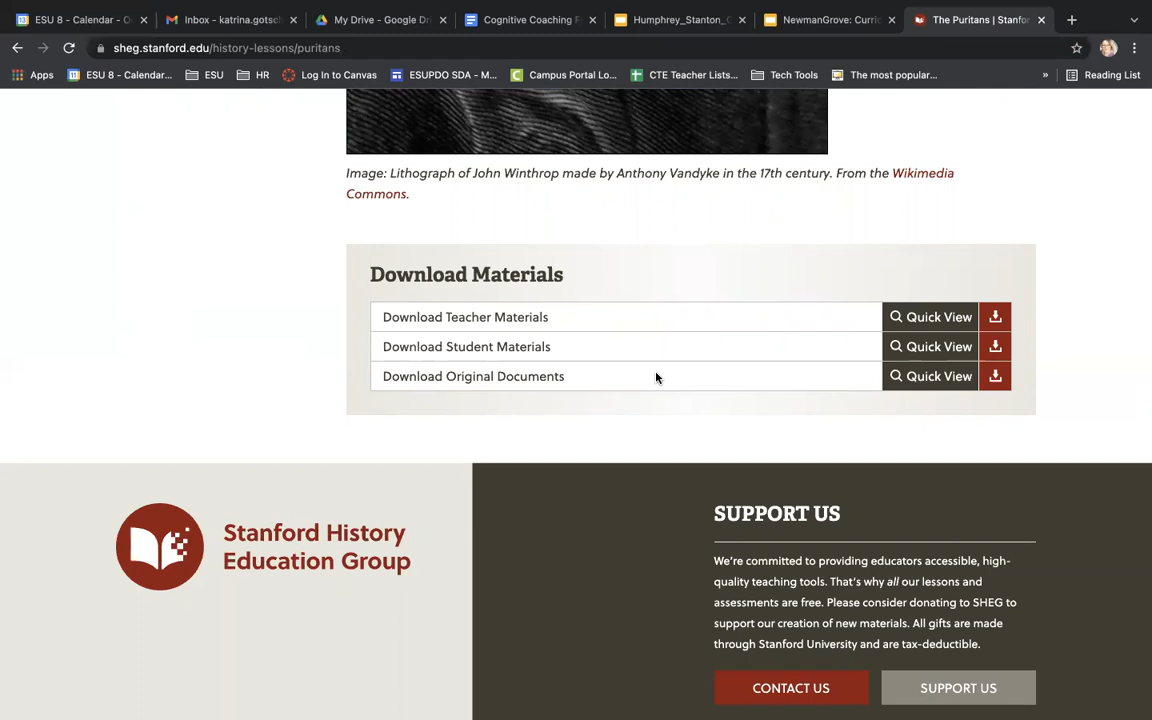 ESU 8 - Calendar - O
Inbox - katrina.gotsc
My Drive - Google Dri
Cognitive Coaching F
Humphrey_Stanton_C
NewmanGrove: Curric
The Puritans | Stanfor
sheg.stanford.edu/history-lessons/puritans
Apps
ESU 8 - Calendar...
ESU
HR
Log In to Canvas
ESUPDO SDA - M...
Campus Portal Lo...
CTE Teacher Lists...
Tech Tools
The most popular...
»
Reading List
Image: Lithograph of John Winthrop made by Anthony Vandyke in the 17th century. From the Wikimedia
Commons.
Download Materials
Download Teacher Materials
Quick View
Download Student Materials
Quick View
Download Original Documents
Quick View
Stanford History
Education Group
SUPPORT US
We're committed to providing educators accessible, high-
quality teaching tools. That's why all our lessons and
assessments are free. Please consider donating to SHEG to
support our creation of new materials. All gifts are made
through Stanford University and are tax-deductible.
CONTACT US
SUPPORT US